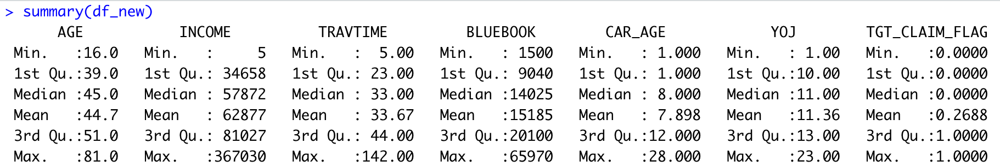 > summary(df_new)
      AGE           INCOME          TRAVTIME         BLUEBOOK        CAR_AGE            YOJ        TGT_CLAIM_FLAG
 Min.   :16.0   Min.   :     5   Min.   :  5.00   Min.   : 1500   Min.   : 1.000   Min.   : 1.00   Min.   :0.0000
 1st Qu.:39.0   1st Qu.: 34658   1st Qu.: 23.00   1st Qu.: 9040   1st Qu.: 1.000   1st Qu.:10.00   1st Qu.:0.0000
 Median :45.0   Median : 57872   Median : 33.00   Median :14025   Median : 8.000   Median :11.00   Median :0.0000
 Mean   :44.7   Mean   : 62877   Mean   : 33.67   Mean   :15185   Mean   : 7.898   Mean   :11.36   Mean   :0.2688
 3rd Qu.:51.0   3rd Qu.: 81027   3rd Qu.: 44.00   3rd Qu.:20100   3rd Qu.:12.000   3rd Qu.:13.00   3rd Qu.:1.0000
 Max.   :81.0   Max.   :367030   Max.   :142.00   Max.   :65970   Max.   :28.000   Max.   :23.00   Max.   :1.0000